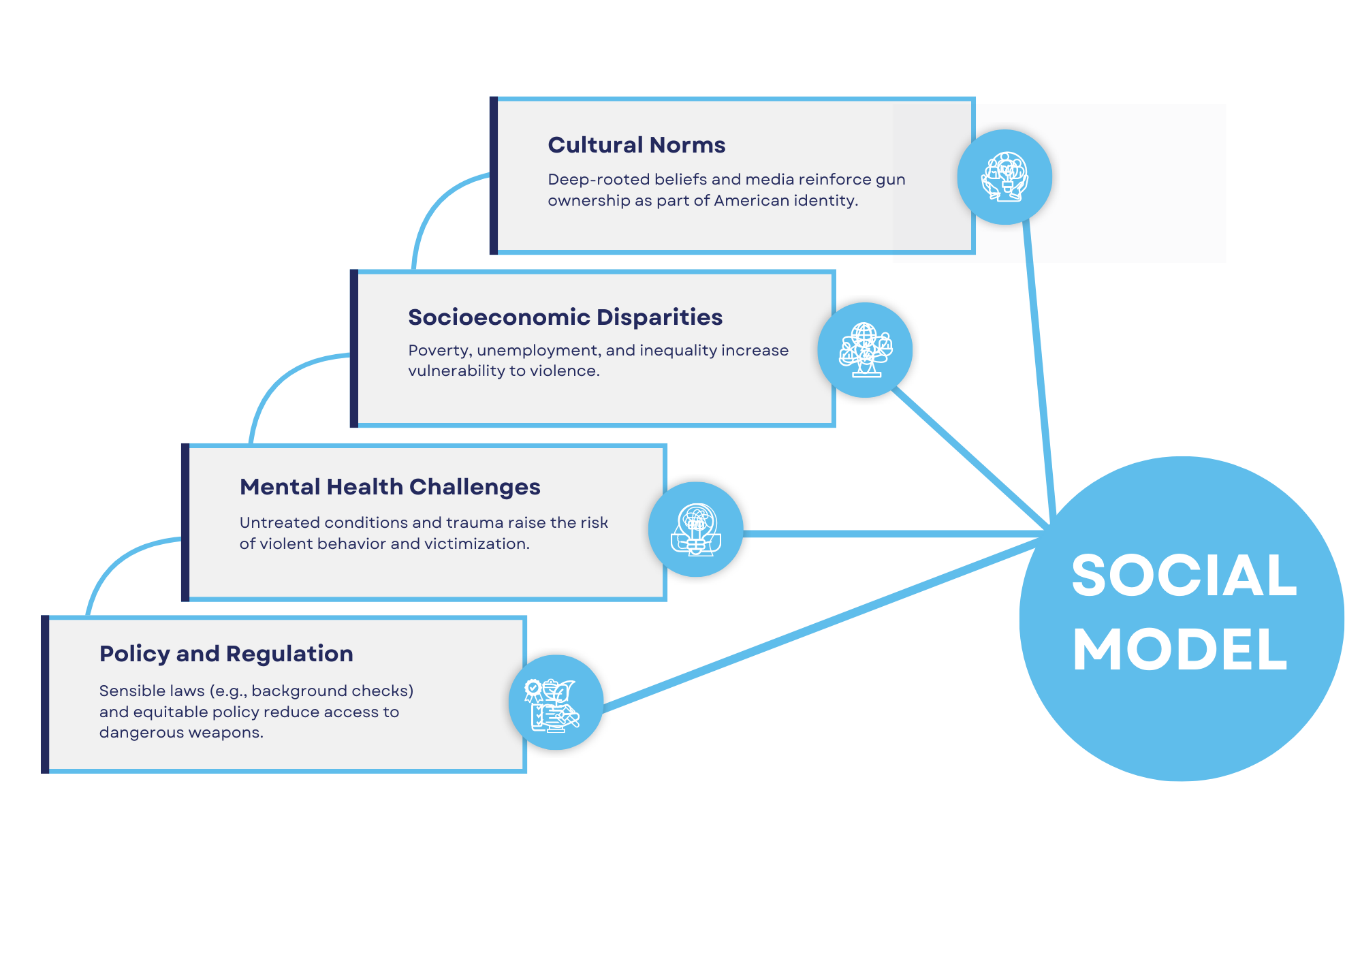 Cultural Norms
Deep-rooted beliefs and media reinforce gun
ownership as part of American identity.
Socioeconomic Disparities
Poverty, unemployment, and inequality increase
vulnerability to violence.
Mental Health Challenges
Untreated conditions and trauma raise the risk
of violent behavior and victimization.
Policy and Regulation
Sensible laws (e.g., background checks)
and equitable policy reduce access to
dangerous weapons.
SOCIAL
MODEL